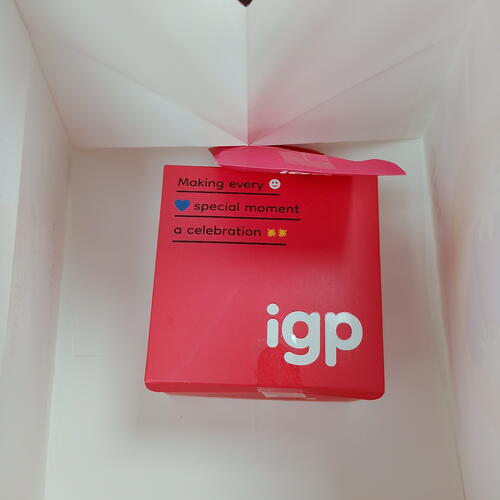 Making every
special moment
a celebration
igp